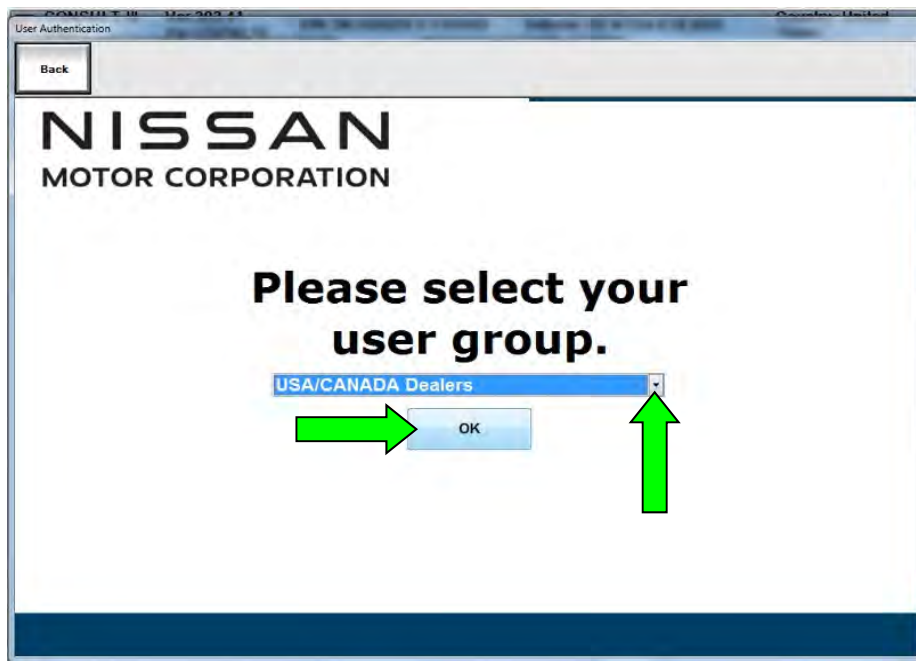 User Authentication
Back
NISSAN
MOTOR CORPORATION
Please select your
user group.
USA/CANADA Dealers
OK